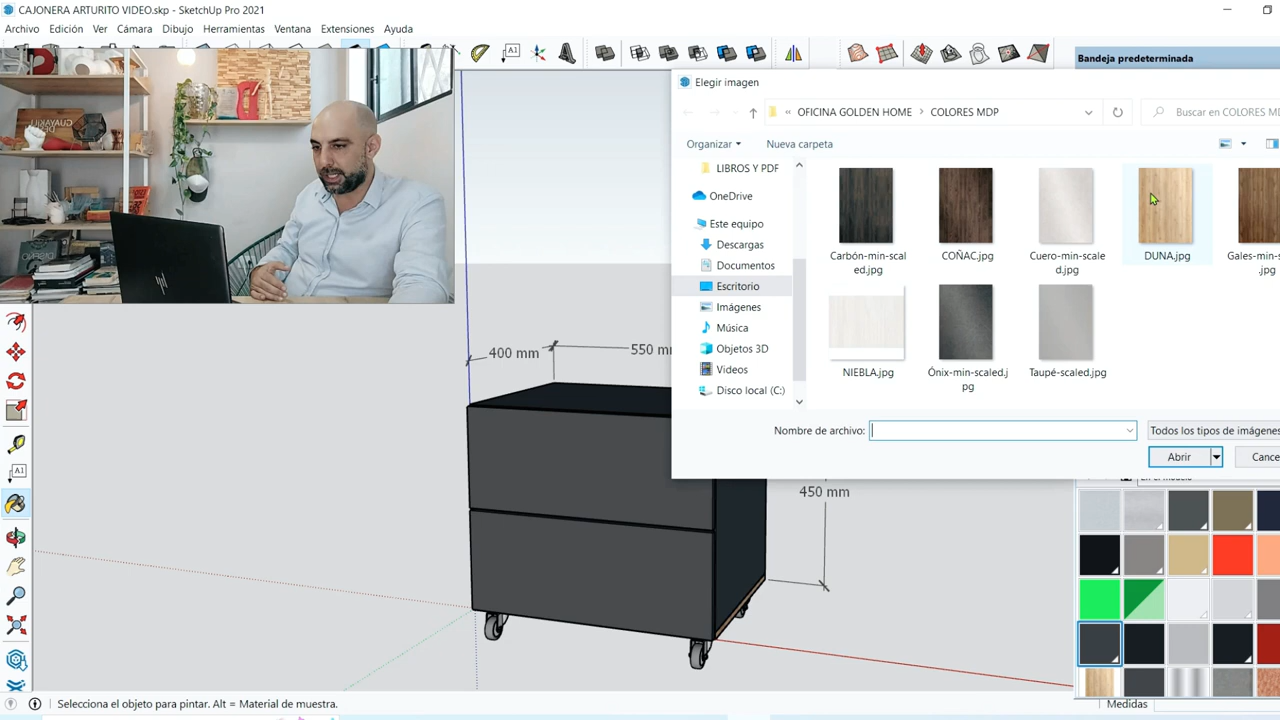 CAJONERA ARTURITO VIDEO.skp - SketchUp Pro 2021
Archivo Edición Ver Cámara Dibujo Herramientas Ventana Extensiones Ayuda
A1
Bandeja predeterminada
Elegir imagen
« OFICINA GOLDEN HOME › COLORES MDP
Buscar en COLORES MD
Organizar
Nueva carpeta
LIBROS Y PDF
OneDrive
Este equipo
Descargas
Documentos
Escritorio
Imágenes
Música
Objetos 3D
Videos
Disco local (C:)
Carbón-min-scale
ed.jpg
COÑAC.jpg
Cuero-min-scale
d.jpg
DUNA.jpg
Gales-min-s
.jpg
NIEBLA.jpg
Ónix-min-scaled.j
pg
Taupé-scaled.jpg
Nombre de archivo:
Todos los tipos de imágenes
Abrir
Cance
GUAYAKILL
400 mm
550 m
450 mm
A1
Selecciona el objeto para pintar. Alt = Material de muestra.
Medidas